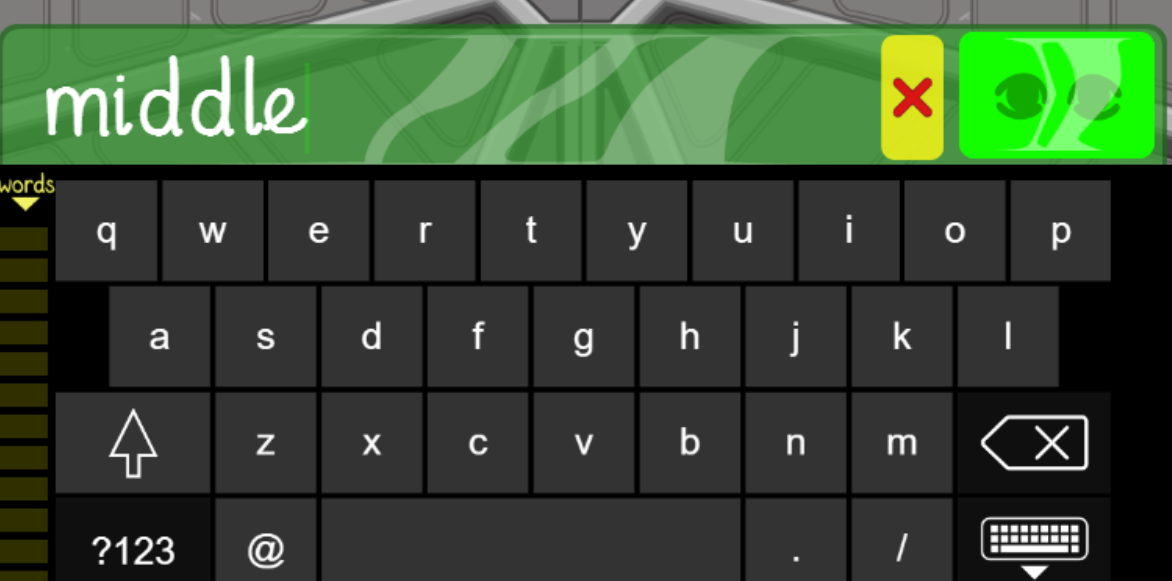 middle
words
q w e r t y u i o p
a s d f g h j k l
z x c v b n m
?123 @ . /